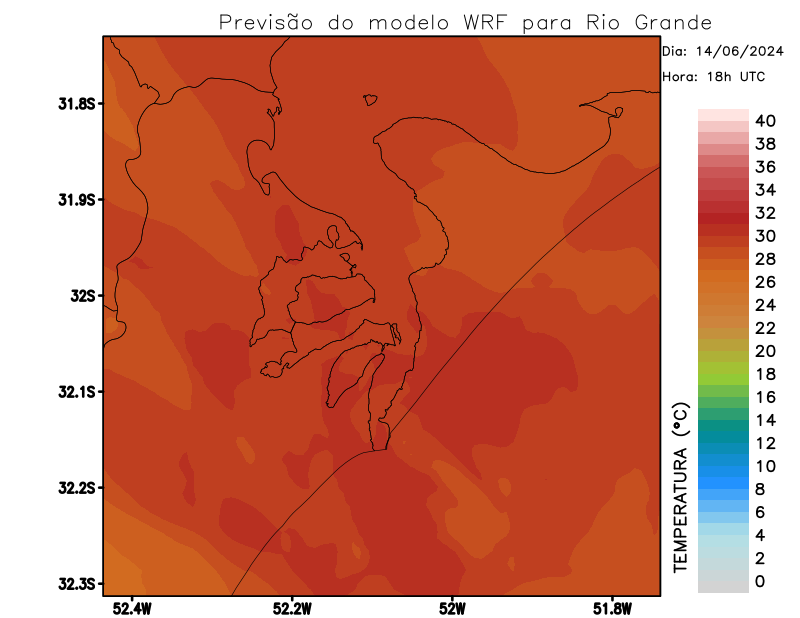 Previsão do modelo WRF para Rio Grande
Dia: 14/06/2024
Hora: 18h UTC
31.8S
31.9S
32S
32.1S
32.2S
32.3S
52.4W
52.2W
52W
51.8W
TEMPERATURA (°C)
40
38
36
34
32
30
28
26
24
22
20
18
16
14
12
10
8
6
4
2
0